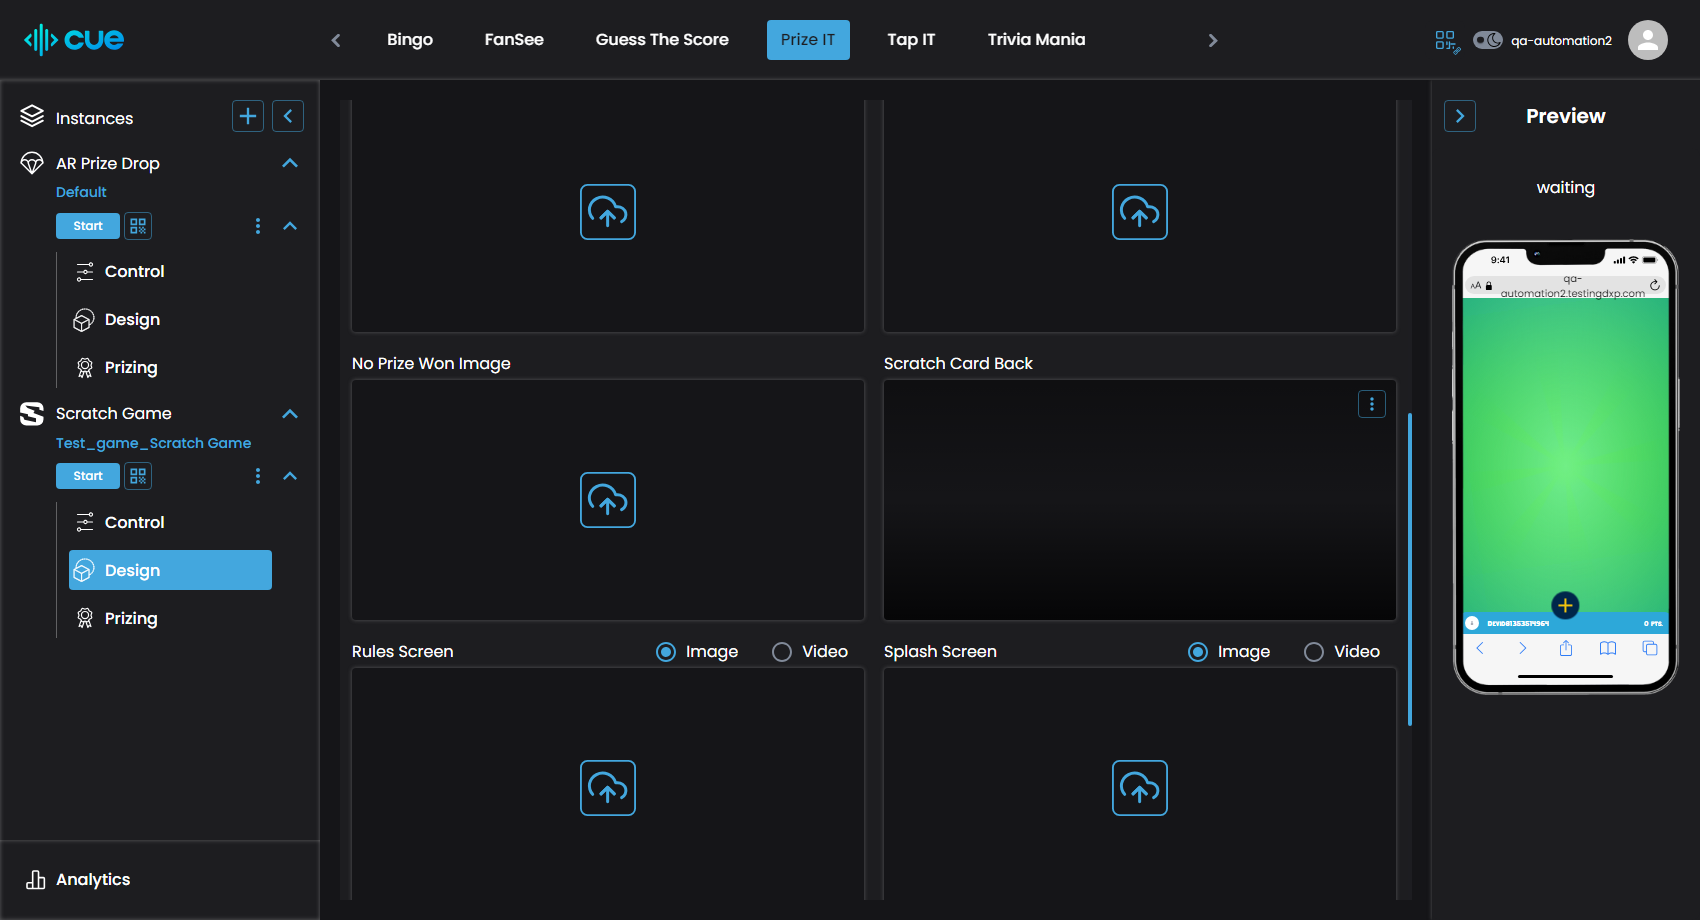 cue
Bingo
FanSee
Guess The Score
Prize IT
Tap IT
Trivia Mania
qa-automation2
Instances
AR Prize Drop
Default
Start
Control
Design
Prizing
Scratch Game
Test_game_Scratch Game
Start
Control
Design
Prizing
Analytics
No Prize Won Image
Scratch Card Back
Rules Screen
Image
Video
Splash Screen
Image
Video
Preview
waiting
9:41
AA
qa-
automation2.testingdxp.com
0 PTS.